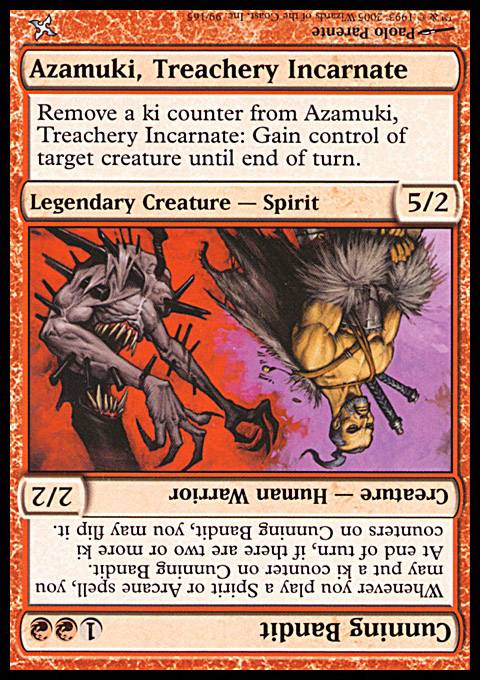 ™ & © 1993–2005 Wizards of the Coast, Inc. 99/165
Paolo Parente
Azamuki, Treachery Incarnate
Remove a ki counter from Azamuki,
Treachery Incarnate: Gain control of
target creature until end of turn.
Legendary Creature — Spirit
5/2
Cunning Bandit
1
Whenever you play a Spirit or Arcane spell, you
may put a ki counter on Cunning Bandit.
At end of turn, if there are two or more ki
counters on Cunning Bandit, you may flip it.
Creature — Human Warrior
2/2